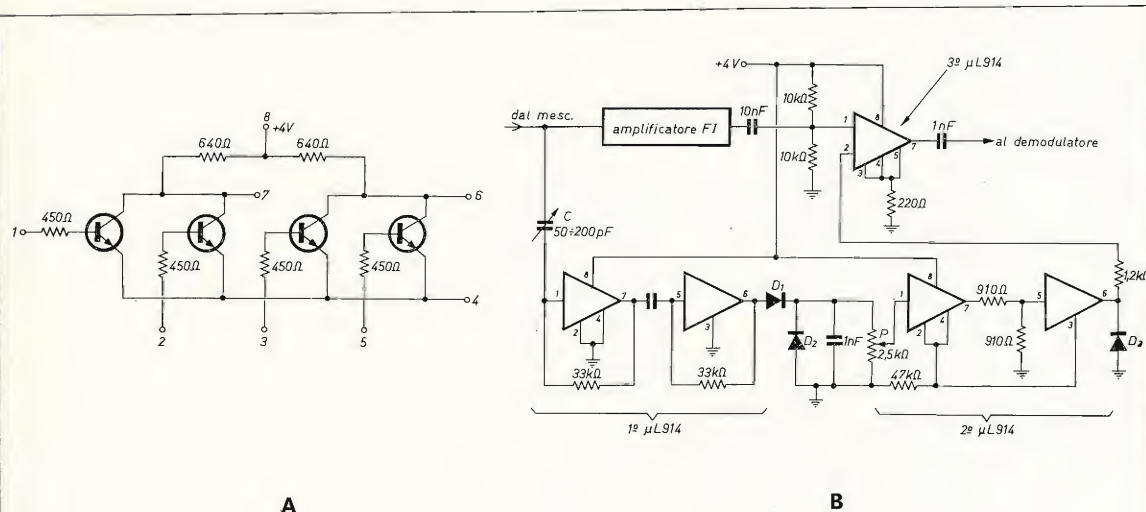 8
+4V
640Ω 640Ω
7
6
450Ω
1
450Ω 450Ω 450Ω
4
2 3 5
A
+4V
3º µL914
10kΩ
8
dal mesc.
amplificatore FI
10nF
1
7
1nF
al demodulatore
2
10kΩ
3 4 5
220Ω
C
50÷200pF
8
1 7 5 6
2 4
3
33kΩ 33kΩ
D1
D2
1nF
P
2,5kΩ
8
1
7
2 4
910Ω
5 6
3
910Ω
47kΩ
1,2kΩ
D3
1º µL914
2º µL914
B